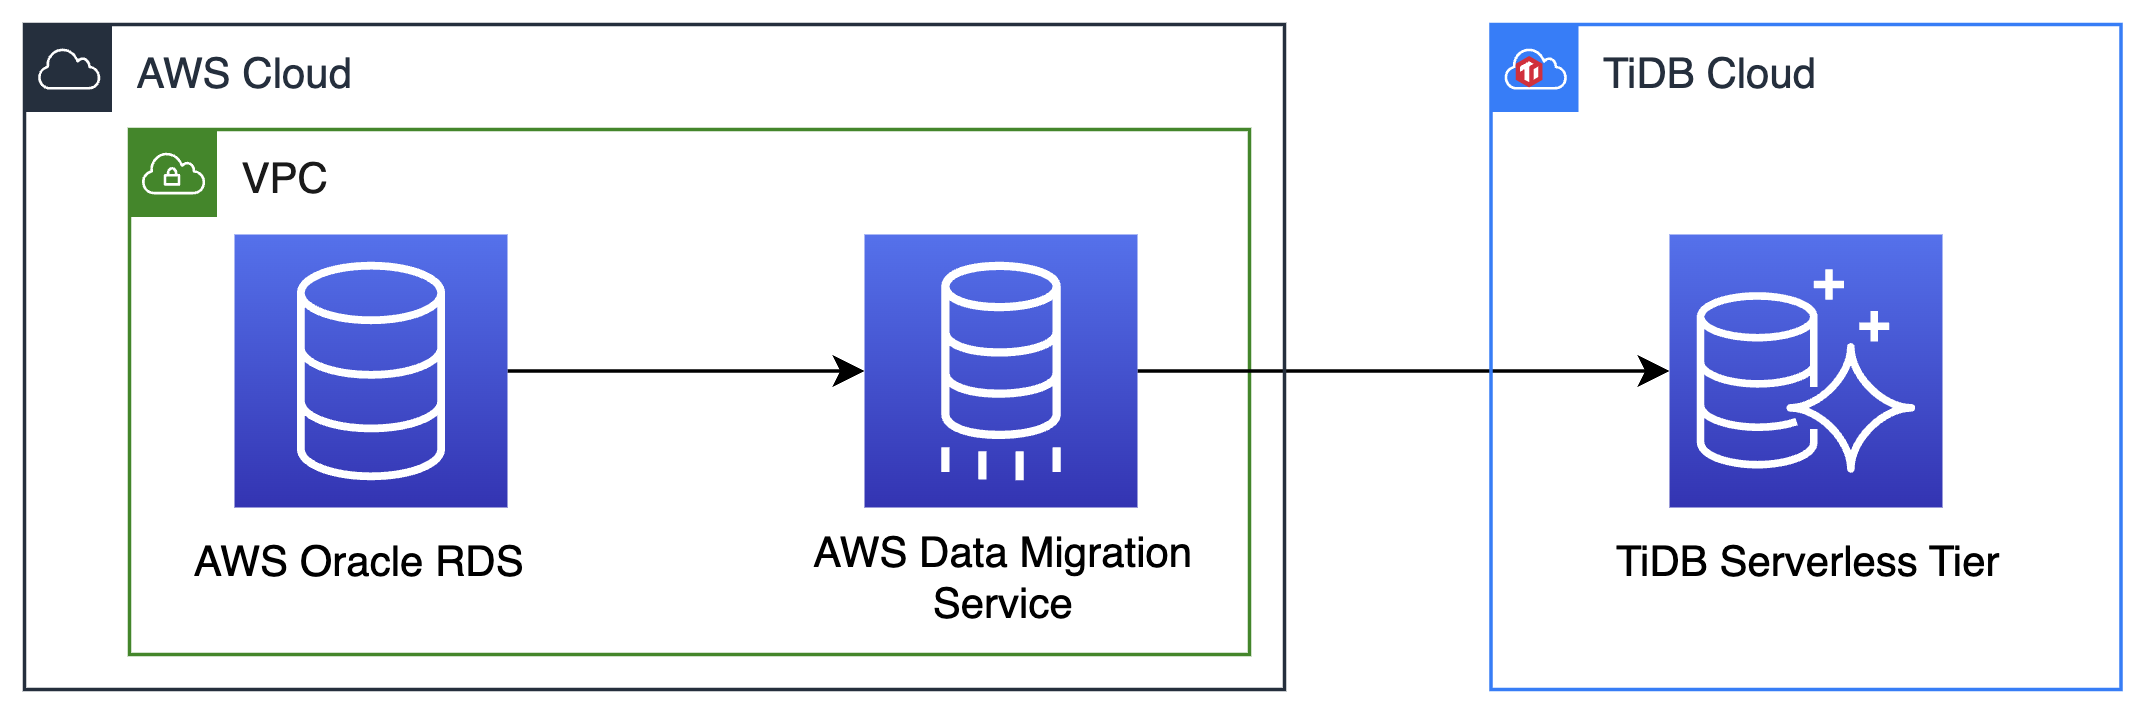 AWS Cloud
TiDB Cloud
VPC
AWS Oracle RDS
AWS Data Migration
Service
TiDB Serverless Tier